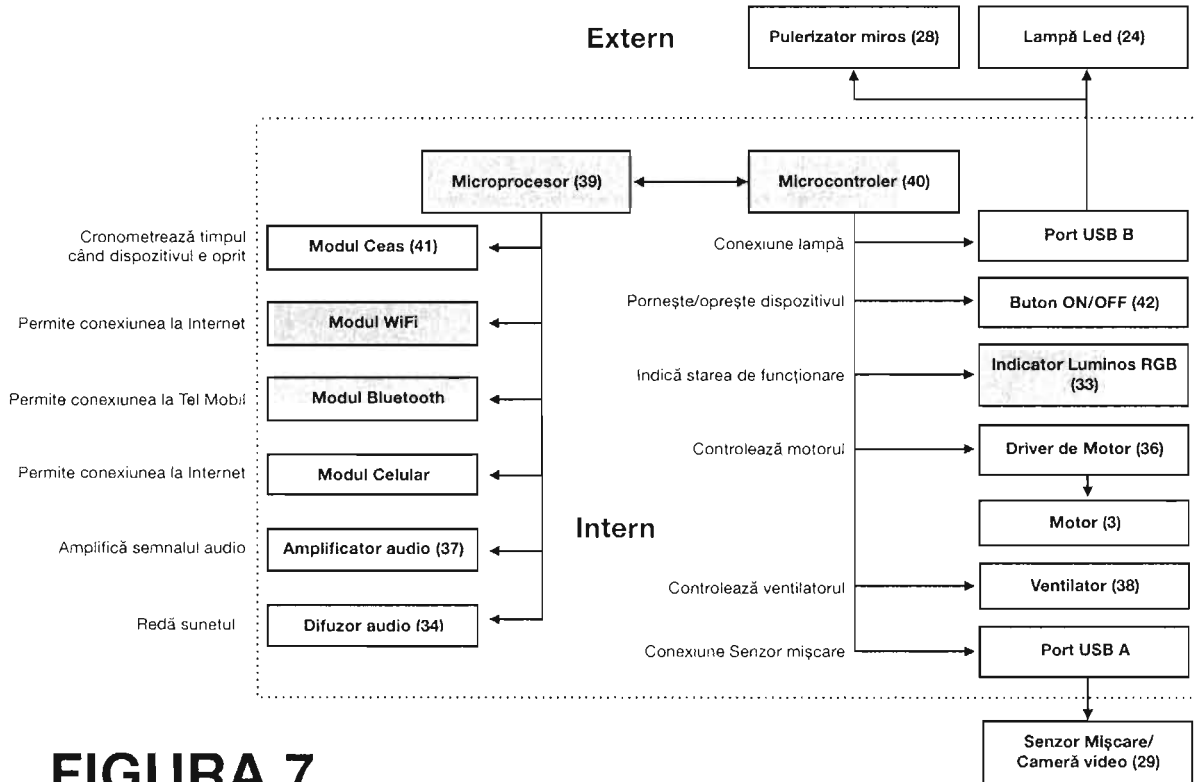 Extern
Pulerizator miros (28)
Lampă Led (24)
Microprocesor (39)
Microcontroler (40)
Cronometrează timpul
când dispozitivul e oprit
Modul Ceas (41)
Conexiune lampă
Port USB B
Permite conexiunea la Internet
Modul WiFi
Pornește/oprește dispozitivul
Buton ON/OFF (42)
Permite conexiunea la Tel Mobil
Modul Bluetooth
Indică starea de funcționare
Indicator Luminos RGB
(33)
Permite conexiunea la Internet
Modul Celular
Controlează motorul
Driver de Motor (36)
Intern
Motor (3)
Amplifică semnalul audio
Amplificator audio (37)
Controlează ventilatorul
Ventilator (38)
Redă sunetul
Difuzor audio (34)
Conexiune Senzor mișcare
Port USB A
Senzor Mișcare/
Cameră video (29)
FIGURA 7